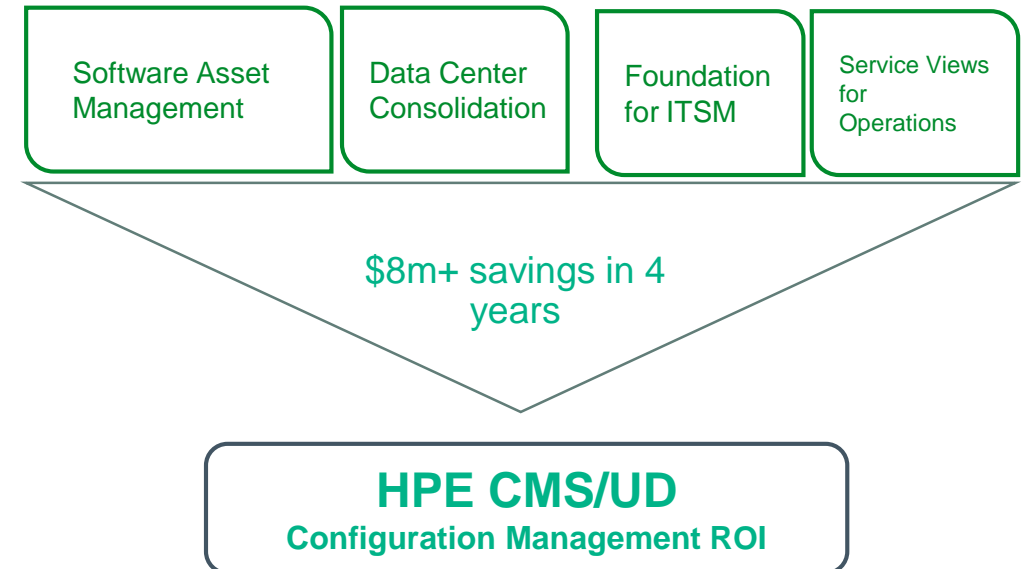 Software Asset
Management
Data Center
Consolidation
Foundation
for ITSM
Service Views
for
Operations
$8m+ savings in 4
years
HPE CMS/UD
Configuration Management ROI